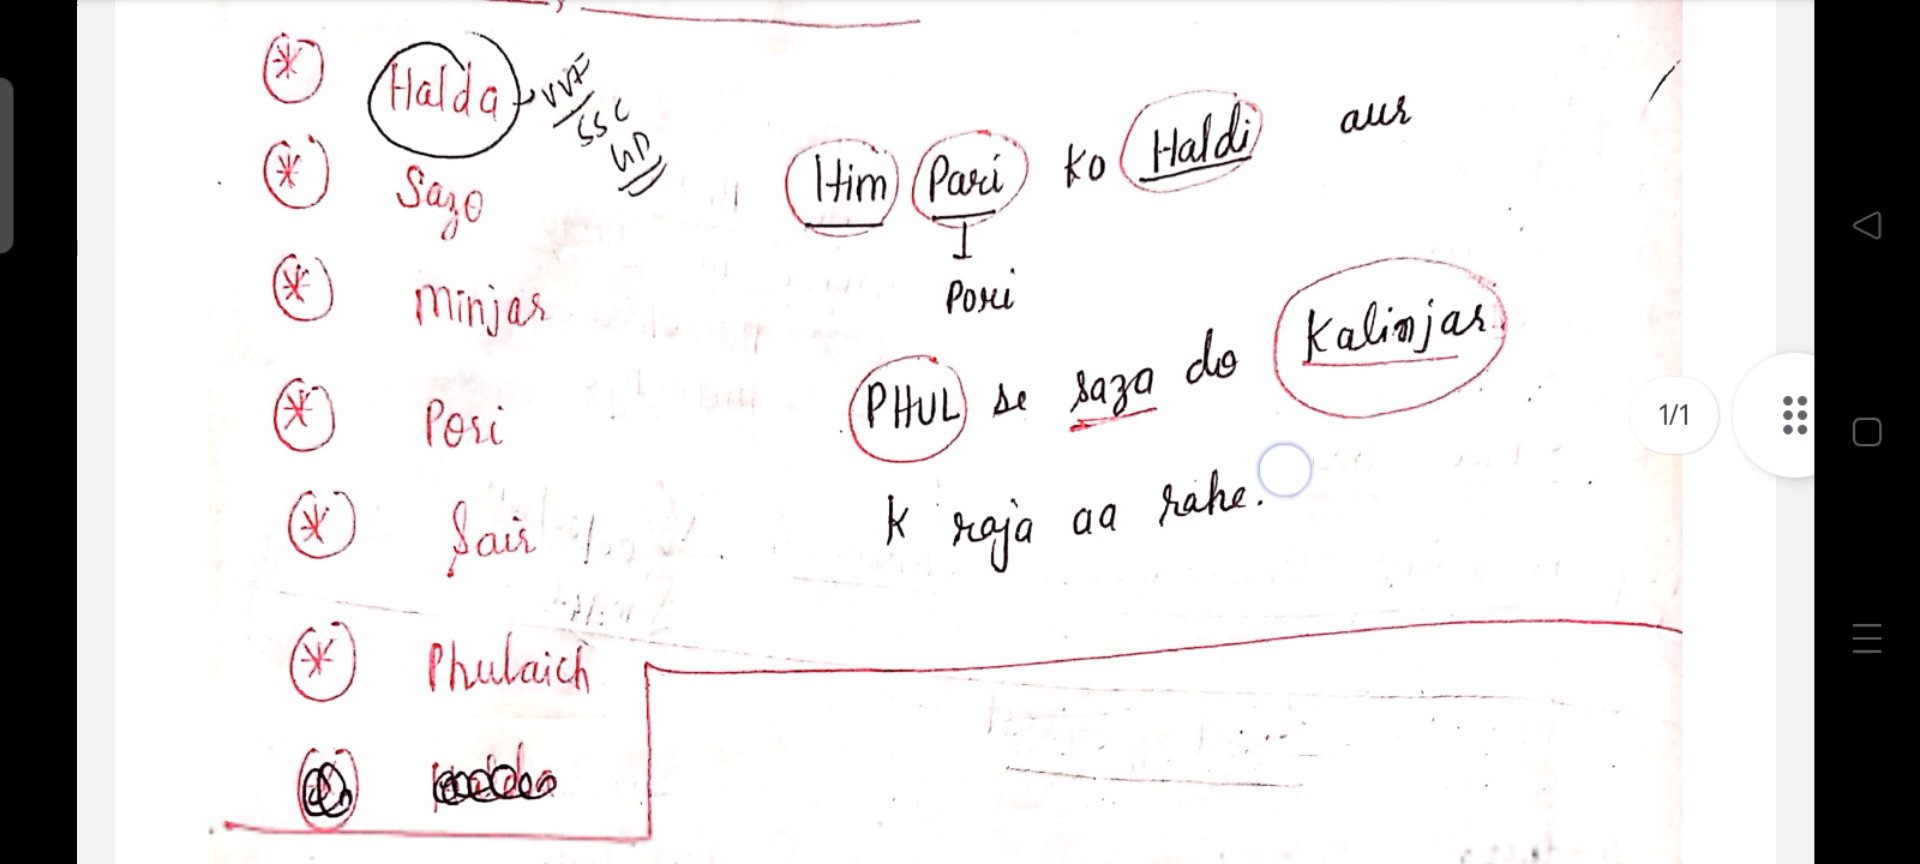 Halda
VVI
SSC
GD
Sazo
Minjar
Pori
Sair
Phulaich
Him Pari ko Haldi aur
Pori
PHUL se saza do Kalinjar
K raja aa rahe.
1/1